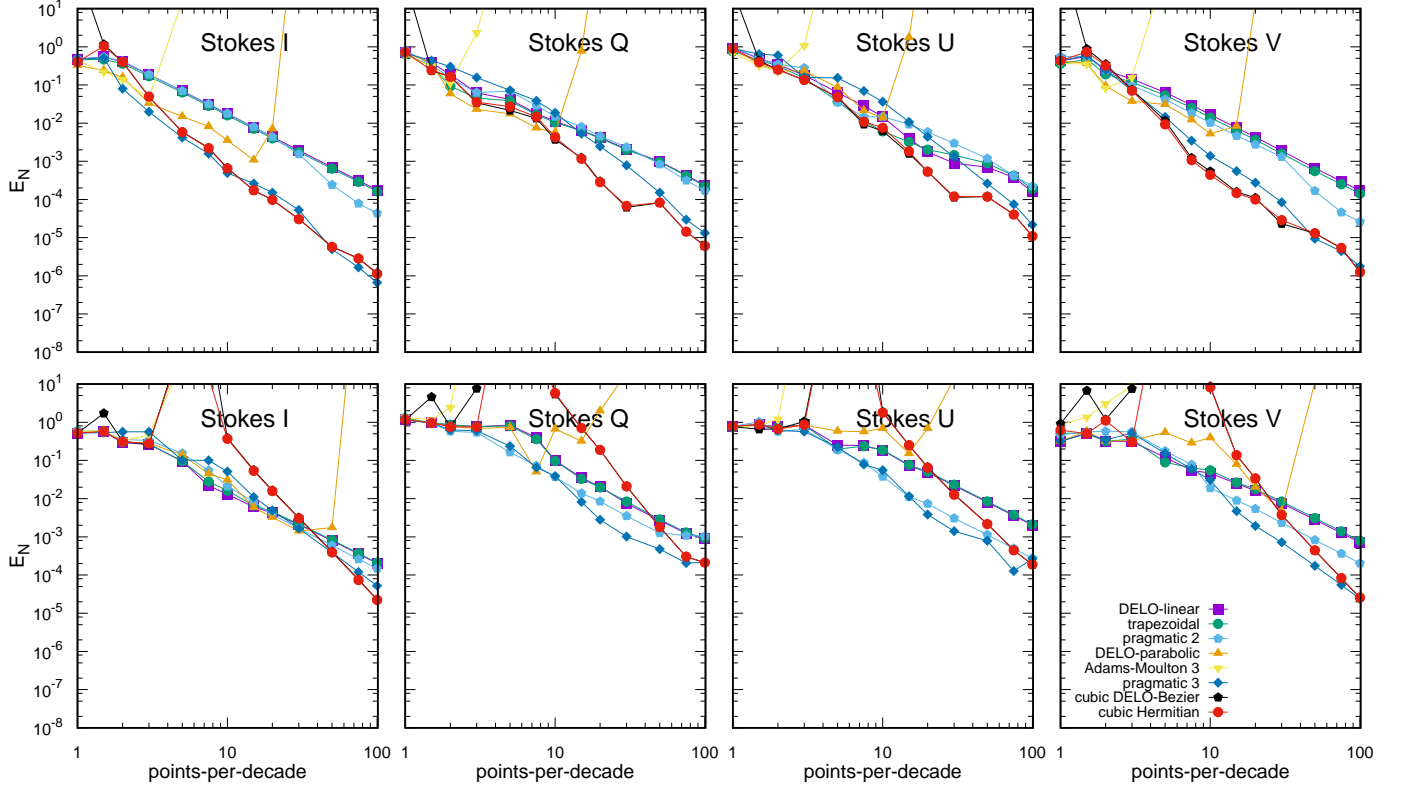 10^1
10^0
10^-1
10^-2
10^-3
10^-4
10^-5
10^-6
10^-7
10^-8
E_N
Stokes I
Stokes Q
Stokes U
Stokes V
10^1
10^0
10^-1
10^-2
10^-3
10^-4
10^-5
10^-6
10^-7
10^-8
E_N
Stokes I
Stokes Q
Stokes U
Stokes V
DELO-linear
trapezoidal
pragmatic 2
DELO-parabolic
Adams-Moulton 3
pragmatic 3
cubic DELO-Bezier
cubic Hermitian
1 10 100
1 10 100
1 10 100
1 10 100
points-per-decade
points-per-decade
points-per-decade
points-per-decade